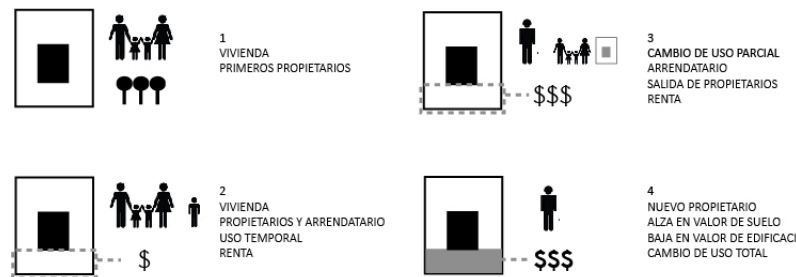 1
VIVIENDA
PRIMEROS PROPIETARIOS
2
VIVIENDA
PROPIETARIOS Y ARRENDATARIO
USO TEMPORAL
RENTA
$
3
CAMBIO DE USO PARCIAL
ARRENDATARIO
SALIDA DE PROPIETARIOS
RENTA
$$$
4
NUEVO PROPIETARIO
ALZA EN VALOR DE SUELO
BAJA EN VALOR DE EDIFICACI
CAMBIO DE USO TOTAL
$$$